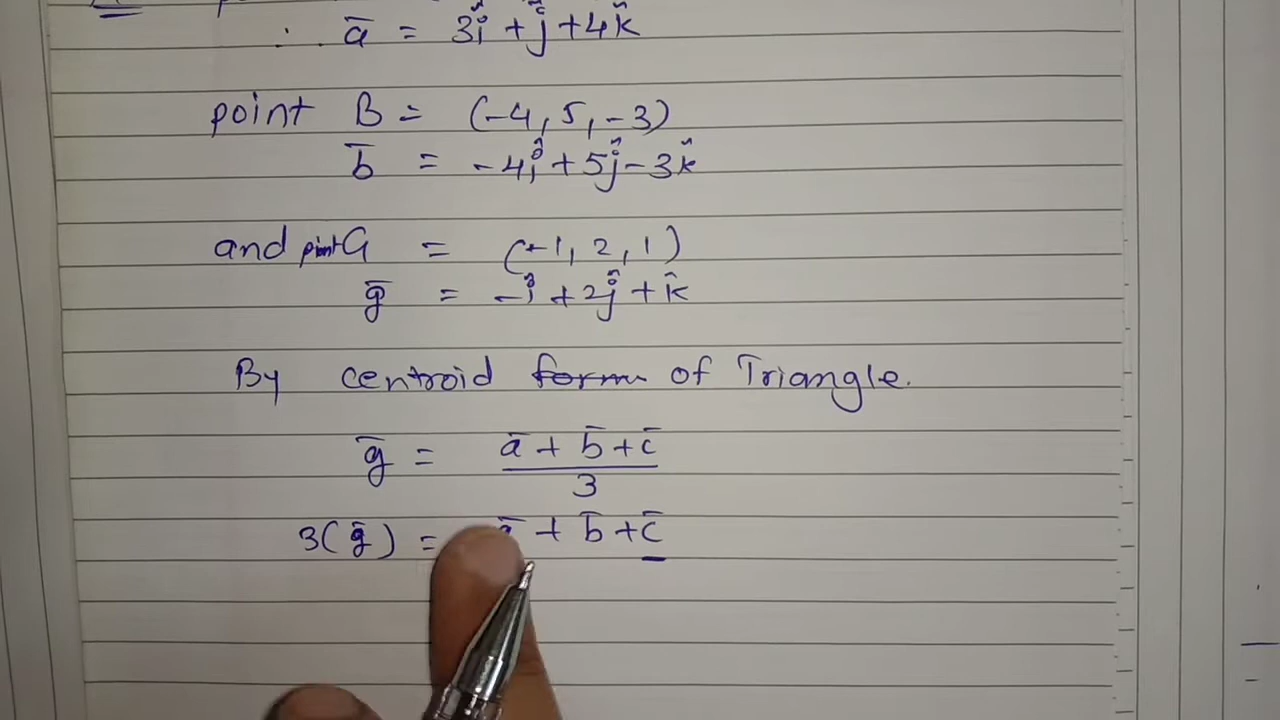 ∴ a̅ = 3î + ĵ + 4k̂
point B = (-4, 5, -3)
b̅ = -4î + 5ĵ - 3k̂
and point G = (-1, 2, 1)
g̅ = -î + 2ĵ + k̂
By centroid form of Triangle.
g̅ = a̅ + b̅ + c̅
3
3(g̅) = a̅ + b̅ + c̅